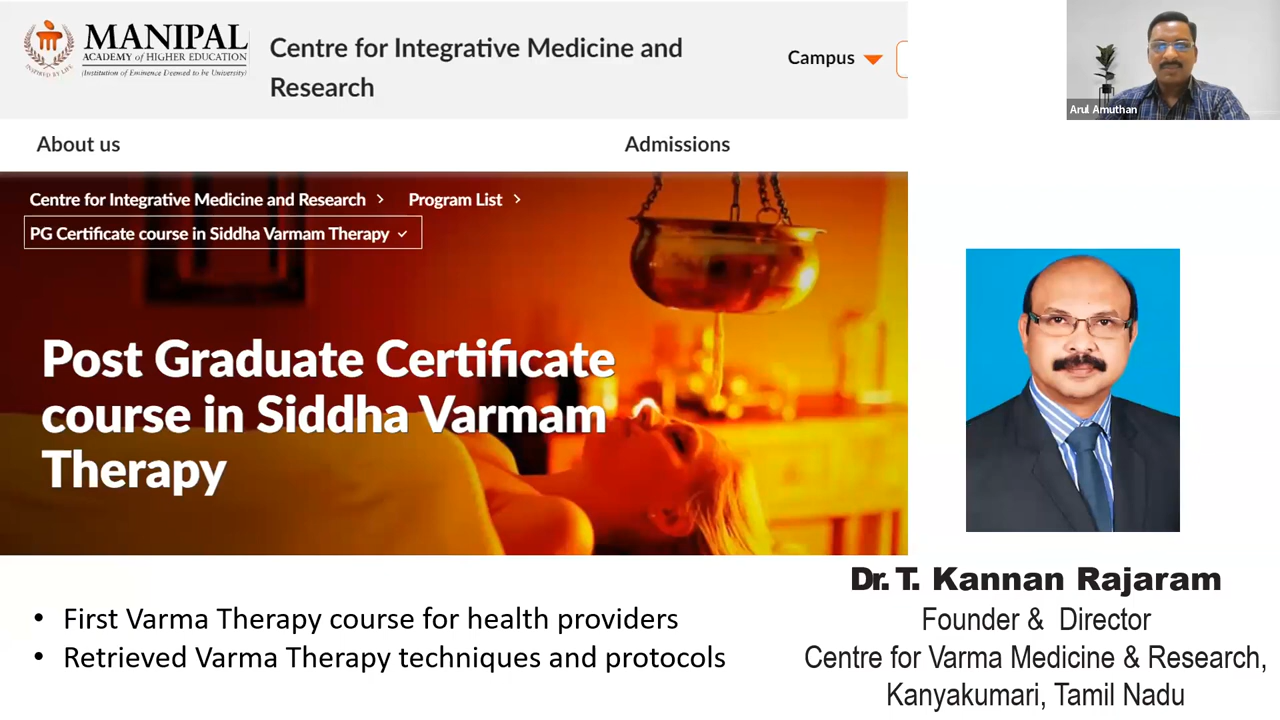 MANIPAL
ACADEMY of HIGHER EDUCATION
(Institution of Eminence Deemed to be University)
INSPIRED BY LIFE
Centre for Integrative Medicine and
Research
Campus
Arul Amuthan
About us
Admissions
Centre for Integrative Medicine and Research > Program List >
PG Certificate course in Siddha Varmam Therapy
Post Graduate Certificate
course in Siddha Varmam
Therapy
• First Varma Therapy course for health providers
• Retrieved Varma Therapy techniques and protocols
Dr. T. Kannan Rajaram
Founder & Director
Centre for Varma Medicine & Research,
Kanyakumari, Tamil Nadu